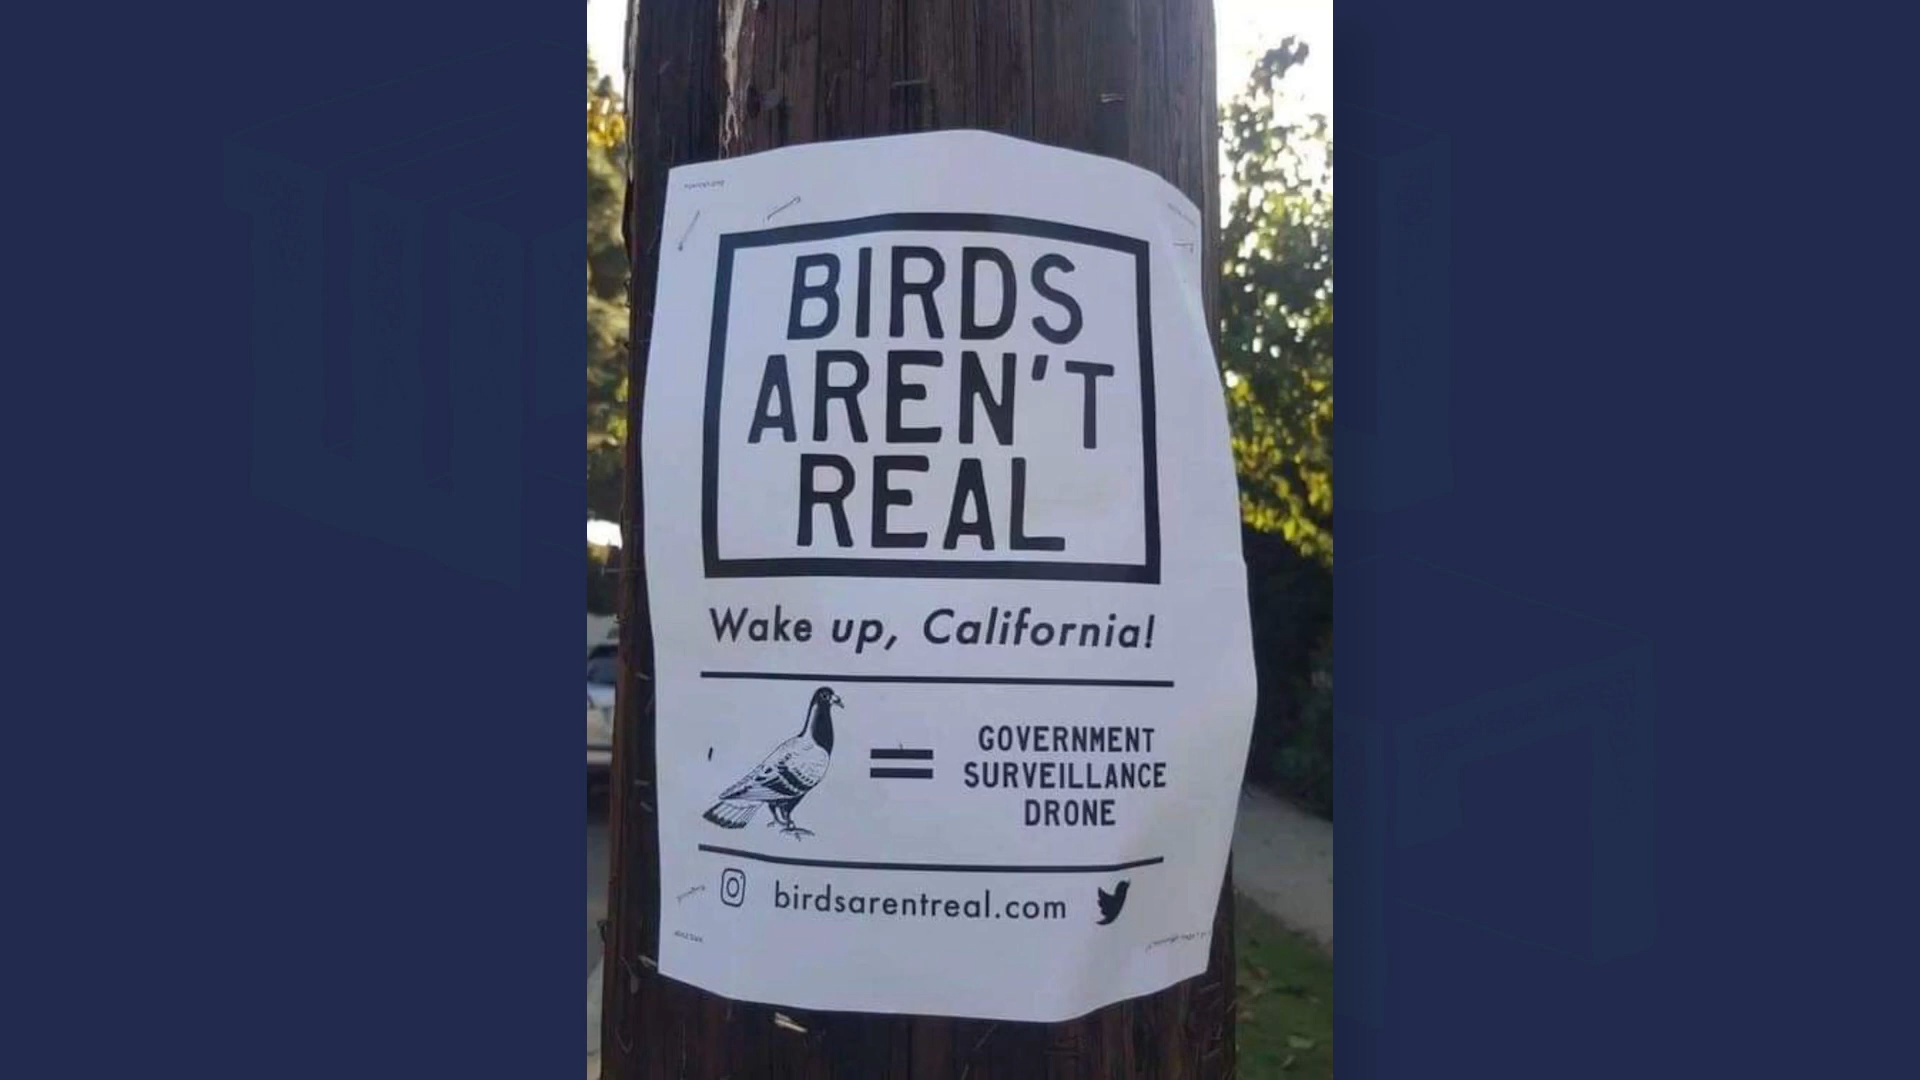 BIRDS
AREN'T
REAL
Wake up, California!
GOVERNMENT
SURVEILLANCE
DRONE
birdsarentreal.com